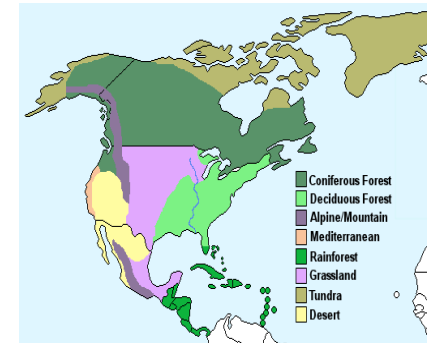 Coniferous Forest
Deciduous Forest
Alpine/Mountain
Mediterranean
Rainforest
Grassland
Tundra
Desert